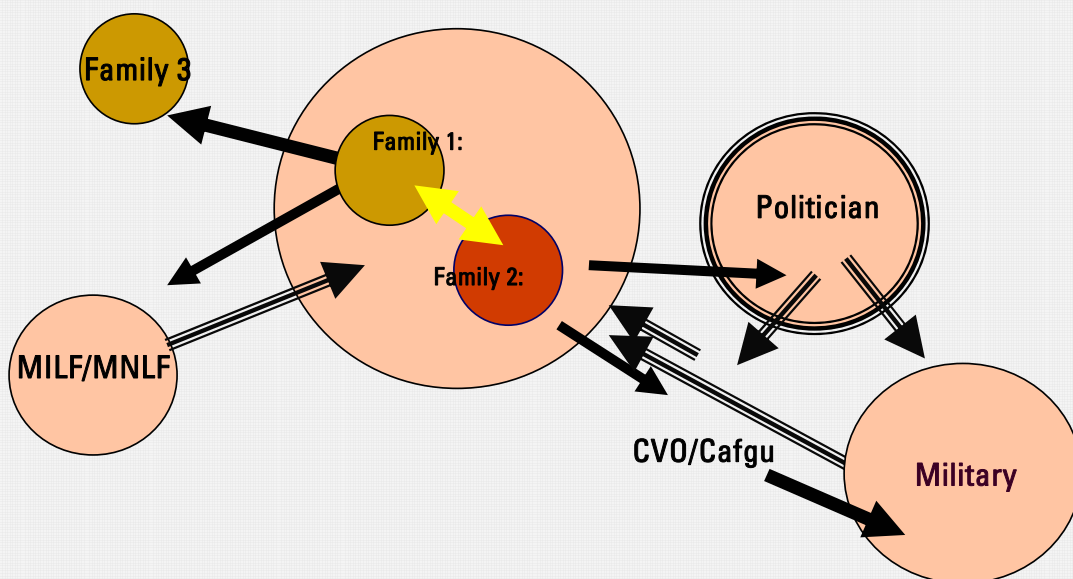 Family 3
Family 1:
Politician
Family 2:
MILF/MNLF
CVO/Cafgu
Military